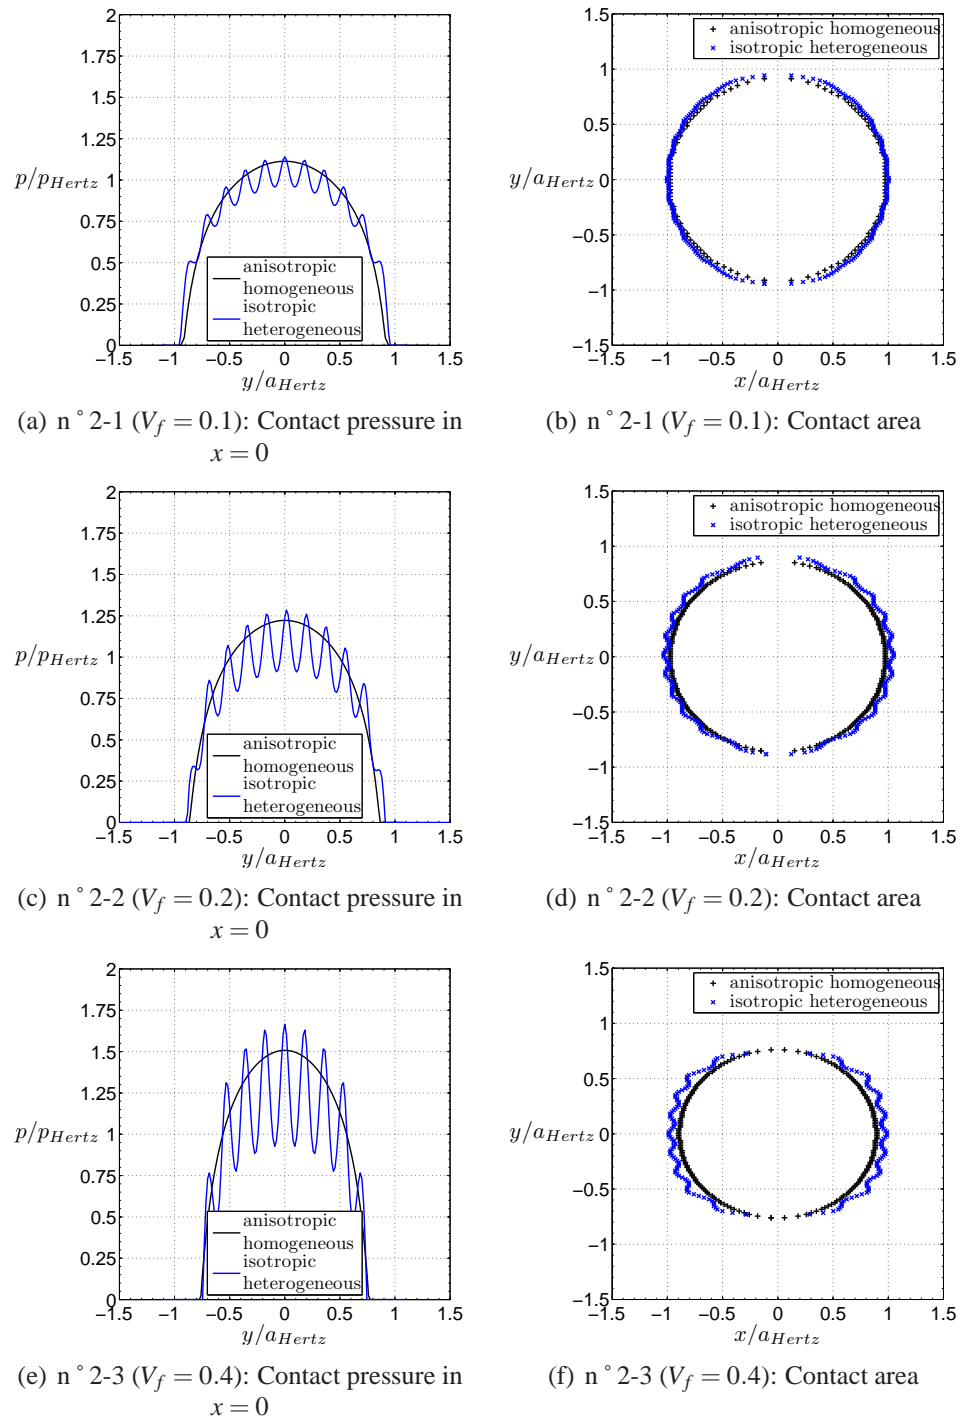 2
1.75
1.5
1.25
p/p_Hertz 1
0.75
0.5
0.25
0
anisotropic
homogeneous
isotropic
heterogeneous
−1.5 −1 −0.5 0 0.5 1 1.5
y/a_Hertz
(a) n°2-1 (V_f = 0.1): Contact pressure in
x = 0
1.5
anisotropic homogeneous
isotropic heterogeneous
1
0.5
y/a_Hertz 0
−0.5
−1
−1.5
−1.5 −1 −0.5 0 0.5 1 1.5
x/a_Hertz
(b) n°2-1 (V_f = 0.1): Contact area
2
1.75
1.5
1.25
p/p_Hertz 1
0.75
0.5
0.25
0
anisotropic
homogeneous
isotropic
heterogeneous
−1.5 −1 −0.5 0 0.5 1 1.5
y/a_Hertz
(c) n°2-2 (V_f = 0.2): Contact pressure in
x = 0
1.5
anisotropic homogeneous
isotropic heterogeneous
1
0.5
y/a_Hertz 0
−0.5
−1
−1.5
−1.5 −1 −0.5 0 0.5 1 1.5
x/a_Hertz
(d) n°2-2 (V_f = 0.2): Contact area
2
1.75
1.5
1.25
p/p_Hertz 1
0.75
0.5
0.25
0
anisotropic
homogeneous
isotropic
heterogeneous
−1.5 −1 −0.5 0 0.5 1 1.5
y/a_Hertz
(e) n°2-3 (V_f = 0.4): Contact pressure in
x = 0
1.5
anisotropic homogeneous
isotropic heterogeneous
1
0.5
y/a_Hertz 0
−0.5
−1
−1.5
−1.5 −1 −0.5 0 0.5 1 1.5
x/a_Hertz
(f) n°2-3 (V_f = 0.4): Contact area